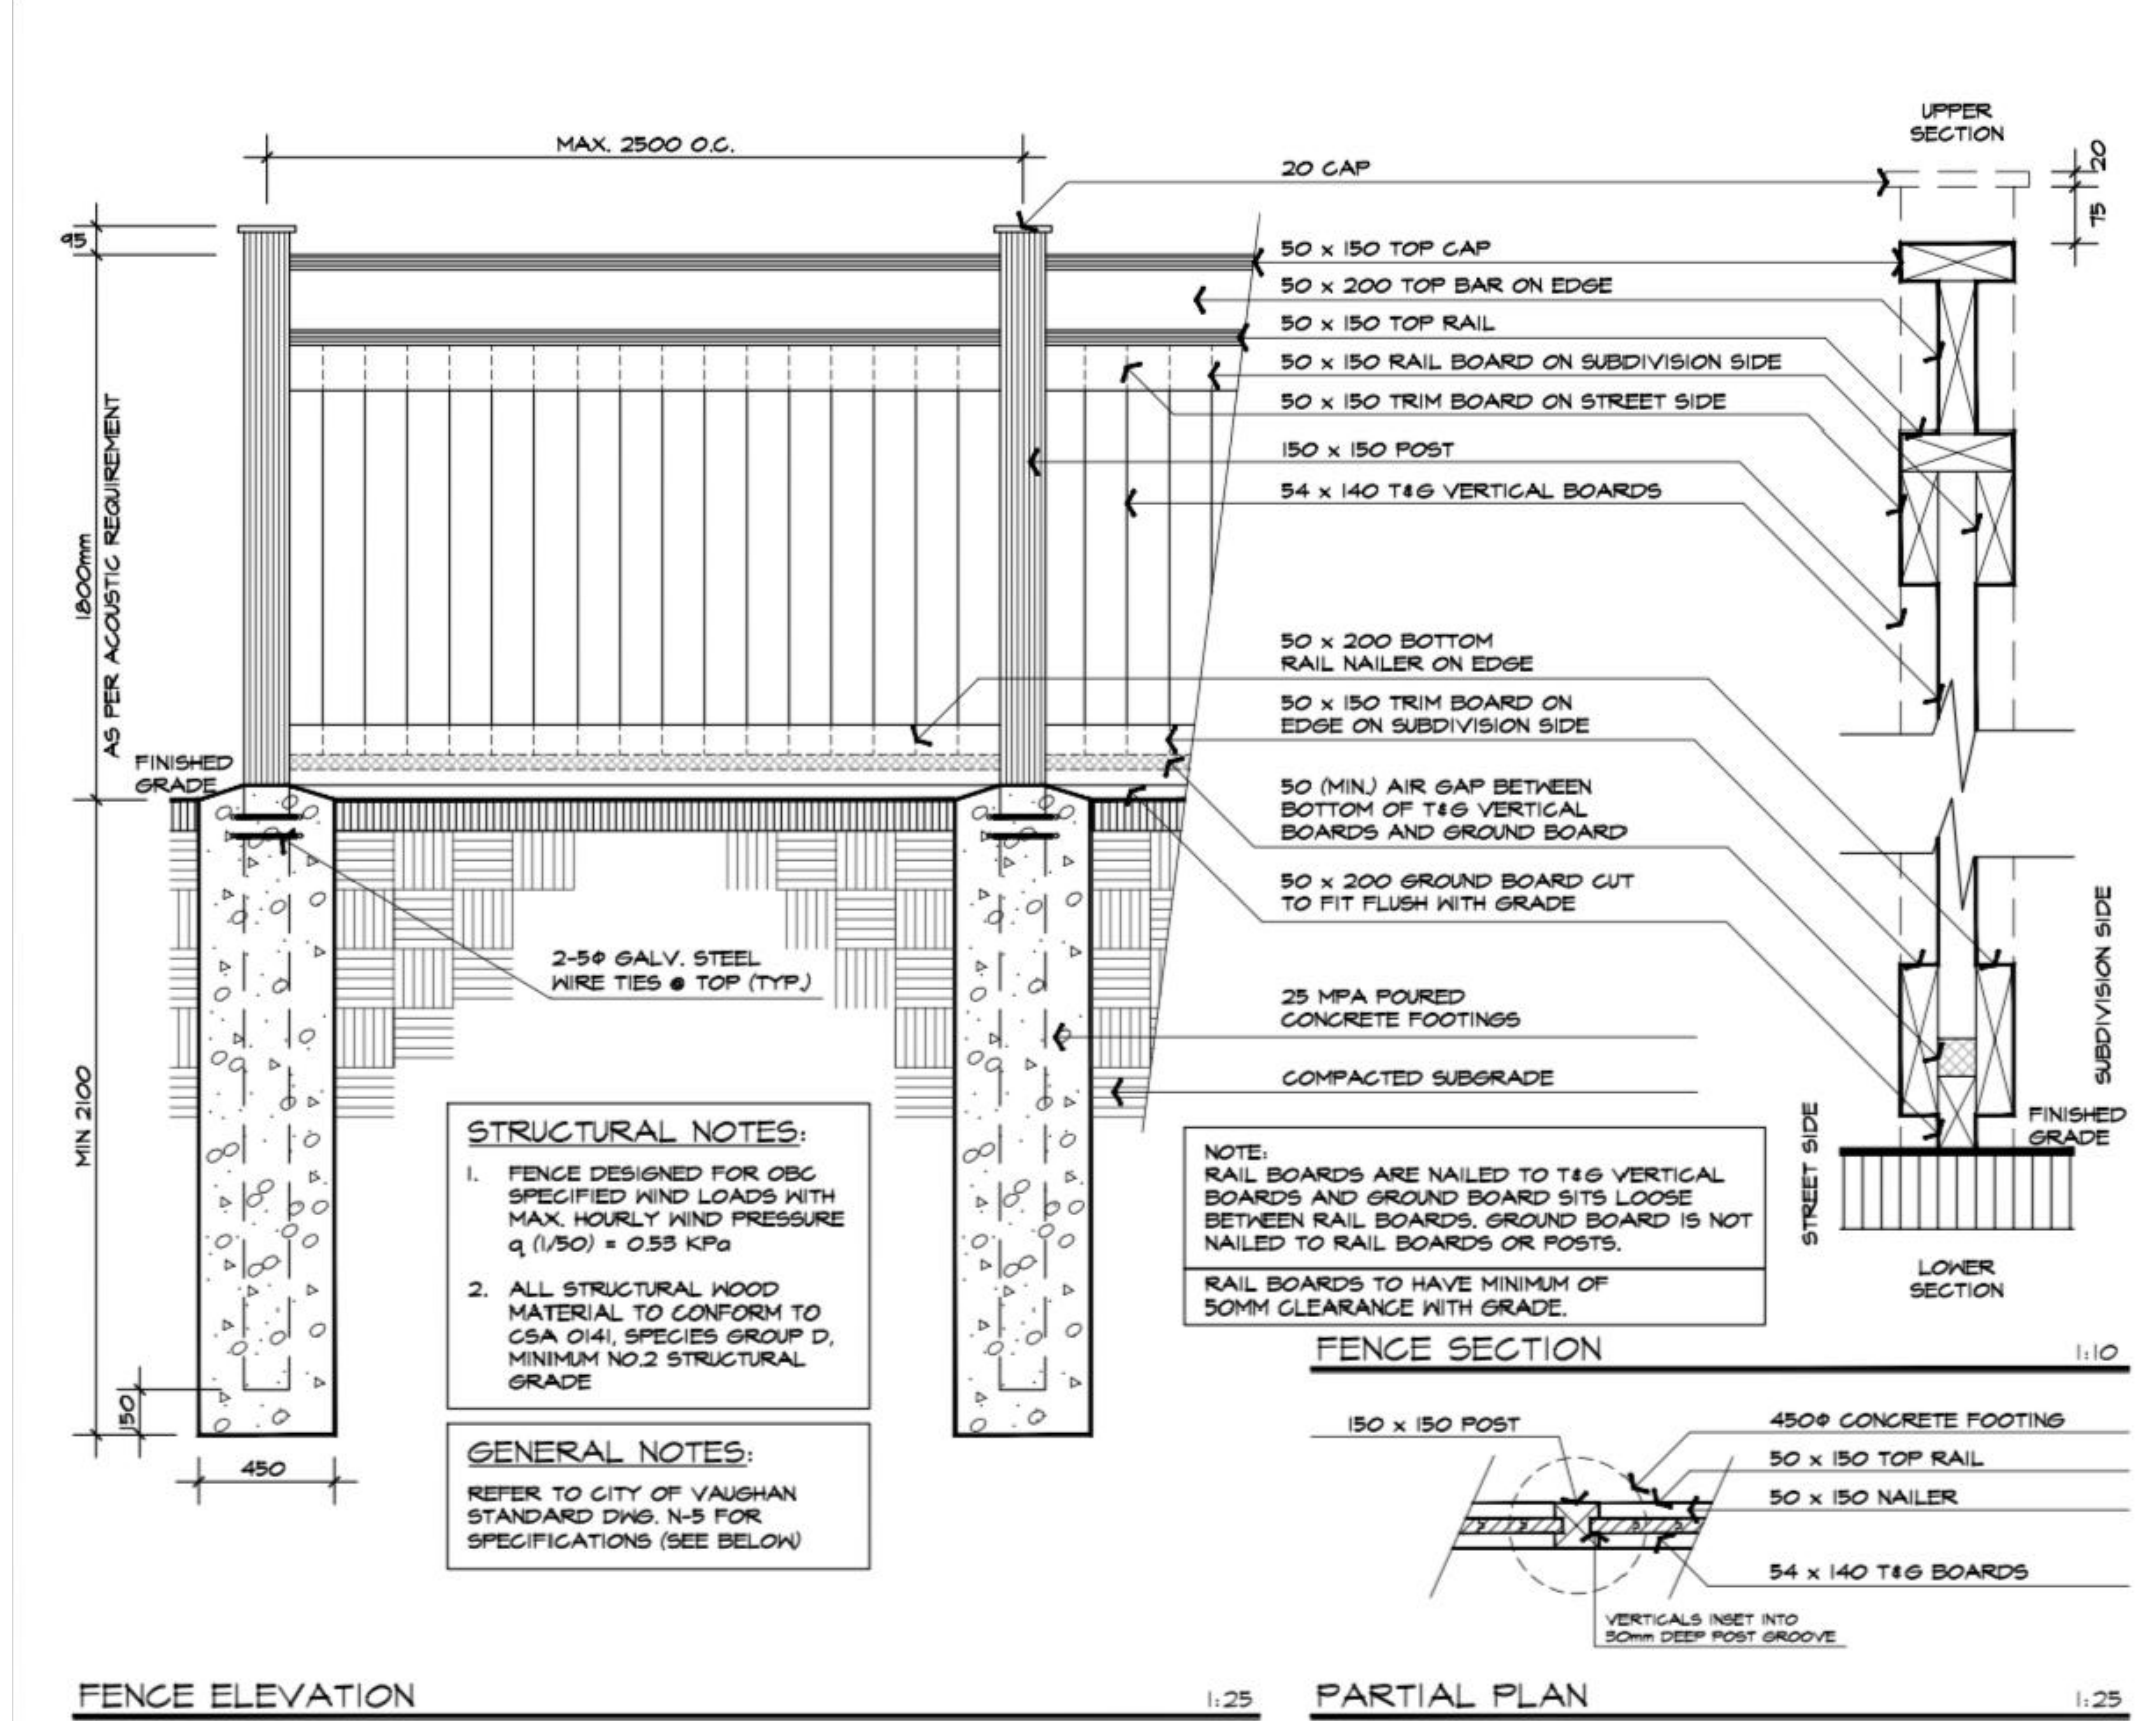 UPPER
SECTION
MAX. 2500 O.C.
20 CAP
20
75
95
50 x 150 TOP CAP
50 x 200 TOP BAR ON EDGE
50 x 150 TOP RAIL
50 x 150 RAIL BOARD ON SUBDIVISION SIDE
50 x 150 TRIM BOARD ON STREET SIDE
150 x 150 POST
54 x 140 T&G VERTICAL BOARDS
1800mm
AS PER ACOUSTIC REQUIREMENT
50 x 200 BOTTOM
RAIL NAILER ON EDGE
50 x 150 TRIM BOARD ON
EDGE ON SUBDIVISION SIDE
FINISHED
GRADE
50 (MIN.) AIR GAP BETWEEN
BOTTOM OF T&G VERTICAL
BOARDS AND GROUND BOARD
50 x 200 GROUND BOARD CUT
TO FIT FLUSH WITH GRADE
2-5Φ GALV. STEEL
WIRE TIES @ TOP (TYP.)
25 MPA POURED
CONCRETE FOOTINGS
COMPACTED SUBGRADE
SUBDIVISION SIDE
STREET SIDE
FINISHED
GRADE
LOWER
SECTION
MIN 2100
150
450
STRUCTURAL NOTES:
1. FENCE DESIGNED FOR OBC
SPECIFIED WIND LOADS WITH
MAX. HOURLY WIND PRESSURE
q (1/50) = 0.53 KPa
2. ALL STRUCTURAL WOOD
MATERIAL TO CONFORM TO
CSA O141, SPECIES GROUP D,
MINIMUM NO.2 STRUCTURAL
GRADE
GENERAL NOTES:
REFER TO CITY OF VAUGHAN
STANDARD DWG. N-5 FOR
SPECIFICATIONS (SEE BELOW)
NOTE:
RAIL BOARDS ARE NAILED TO T&G VERTICAL
BOARDS AND GROUND BOARD SITS LOOSE
BETWEEN RAIL BOARDS. GROUND BOARD IS NOT
NAILED TO RAIL BOARDS OR POSTS.
RAIL BOARDS TO HAVE MINIMUM OF
50MM CLEARANCE WITH GRADE.
FENCE SECTION 1:10
150 x 150 POST
450Φ CONCRETE FOOTING
50 x 150 TOP RAIL
50 x 150 NAILER
54 x 140 T&G BOARDS
VERTICALS INSET INTO
50mm DEEP POST GROOVE
FENCE ELEVATION 1:25
PARTIAL PLAN 1:25